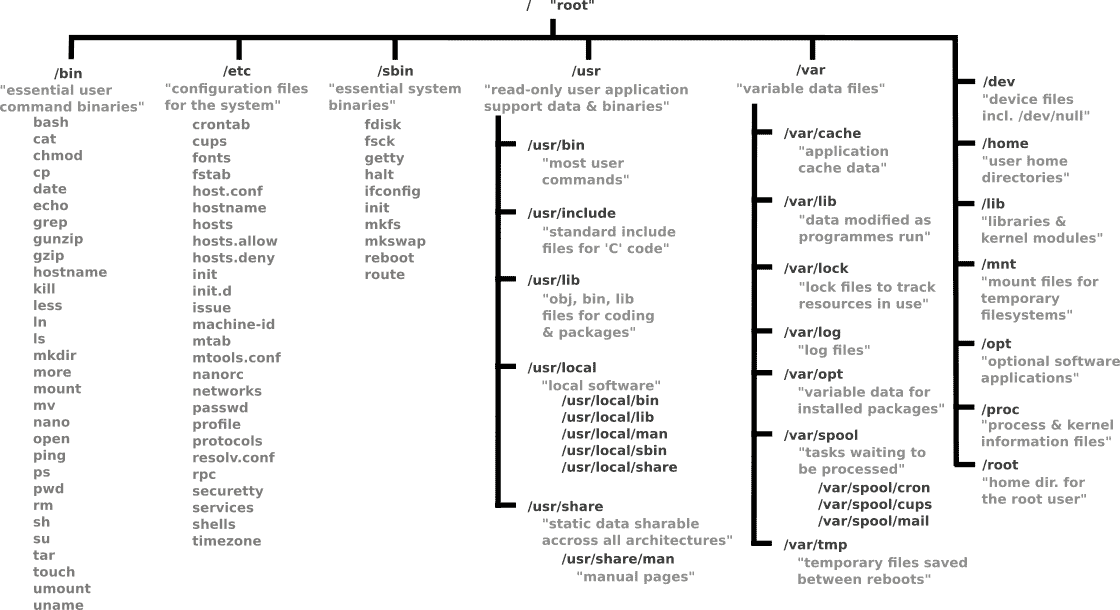 / "root"
/bin
"essential user
command binaries"
bash
cat
chmod
cp
date
echo
grep
gunzip
gzip
hostname
kill
less
ln
ls
mkdir
more
mount
mv
nano
open
ping
ps
pwd
rm
sh
su
tar
touch
umount
uname
/etc
"configuration files
for the system"
crontab
cups
fonts
fstab
host.conf
hostname
hosts
hosts.allow
hosts.deny
init
init.d
issue
machine-id
mtab
mtools.conf
nanorc
networks
passwd
profile
protocols
resolv.conf
rpc
securetty
services
shells
timezone
/sbin
"essential system
binaries"
fdisk
fsck
getty
halt
ifconfig
init
mkfs
mkswap
reboot
route
/usr
"read-only user application
support data & binaries"
/usr/bin
"most user
commands"
/usr/include
"standard include
files for 'C' code"
/usr/lib
"obj, bin, lib
files for coding
& packages"
/usr/local
"local software"
/usr/local/bin
/usr/local/lib
/usr/local/man
/usr/local/sbin
/usr/local/share
/usr/share
"static data sharable
accross all architectures"
/usr/share/man
"manual pages"
/var
"variable data files"
/var/cache
"application
cache data"
/var/lib
"data modified as
programmes run"
/var/lock
"lock files to track
resources in use"
/var/log
"log files"
/var/opt
"variable data for
installed packages"
/var/spool
"tasks waiting to
be processed"
/var/spool/cron
/var/spool/cups
/var/spool/mail
/var/tmp
"temporary files saved
between reboots"
/dev
"device files
incl. /dev/null"
/home
"user home
directories"
/lib
"libraries &
kernel modules"
/mnt
"mount files for
temporary
filesystems"
/opt
"optional software
applications"
/proc
"process & kernel
information files"
/root
"home dir. for
the root user"